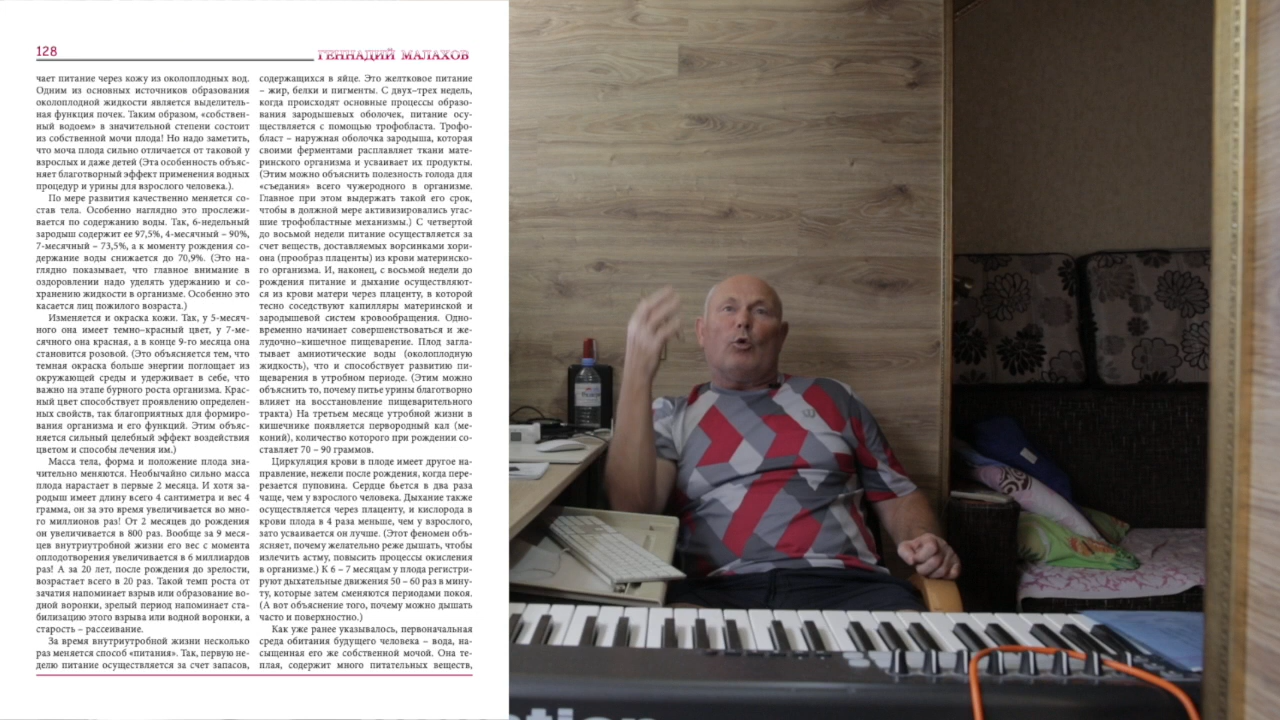 128
ГЕННАДИЙ МАЛАХОВ
чает питание через кожу из околоплодных вод.
Одним из основных источников образования
околоплодной жидкости является выделитель-
ная функция почек. Таким образом, «собствен-
ный водоем» в значительной степени состоит
из собственной мочи плода! Но надо заметить,
что моча плода сильно отличается от таковой у
взрослых и даже детей (Эта особенность объяс-
няет благотворный эффект применения водных
процедур и урины для взрослого человека.).
По мере развития качественно меняется со-
став тела. Особенно наглядно это прослежи-
вается по содержанию воды. Так, 6-недельный
зародыш содержит ее 97,5%, 4-месячный – 90%,
7-месячный – 73,5%, а к моменту рождения со-
держание воды снижается до 70,9%. (Это на-
глядно показывает, что главное внимание в
оздоровлении надо уделять удержанию и со-
хранению жидкости в организме. Особенно это
касается лиц пожилого возраста.)
Изменяется и окраска кожи. Так, у 5-месяч-
ного она имеет темно–красный цвет, у 7-ме-
сячного она красная, а в конце 9-го месяца она
становится розовой. (Это объясняется тем, что
темная окраска больше энергии поглощает из
окружающей среды и удерживает в себе, что
важно на этапе бурного роста организма. Крас-
ный цвет способствует проявлению определен-
ных свойств, так благоприятных для формиро-
вания организма и его функций. Этим объяс-
няется сильный целебный эффект воздействия
цветом и способы лечения им.)
Масса тела, форма и положение плода зна-
чительно меняются. Необычайно сильно масса
плода нарастает в первые 2 месяца. И хотя за-
родыш имеет длину всего 4 сантиметра и вес 4
грамма, он за это время увеличивается во мно-
го миллионов раз! От 2 месяцев до рождения
он увеличивается в 800 раз. Вообще за 9 меся-
цев внутриутробной жизни его вес с момента
оплодотворения увеличивается в 6 миллиардов
раз! А за 20 лет, после рождения до зрелости,
возрастает всего в 20 раз. Такой темп роста от
зачатия напоминает взрыв или образование во-
дной воронки, зрелый период напоминает ста-
билизацию этого взрыва или водной воронки, а
старость – рассеивание.
За время внутриутробной жизни несколько
раз меняется способ «питания». Так, первую не-
делю питание осуществляется за счет запасов,
содержащихся в яйце. Это желтковое питание
– жир, белки и пигменты. С двух–трех недель,
когда происходят основные процессы образо-
вания зародышевых оболочек, питание осу-
ществляется с помощью трофобласта. Трофо-
бласт – наружная оболочка зародыша, которая
своими ферментами расплавляет ткани мате-
ринского организма и усваивает их продукты.
(Этим можно объяснить полезность голода для
«съедания» всего чужеродного в организме.
Главное при этом выдержать такой его срок,
чтобы в должной мере активизировались угас-
шие трофобластные механизмы.) С четвертой
до восьмой недели питание осуществляется за
счет веществ, доставляемых ворсинками хори-
она (прообраз плаценты) из крови материнско-
го организма. И, наконец, с восьмой недели до
рождения питание и дыхание осуществляют-
ся из крови матери через плаценту, в которой
тесно соседствуют капилляры материнской и
зародышевой систем кровообращения. Одно-
временно начинает совершенствоваться и же-
лудочно–кишечное пищеварение. Плод загла-
тывает амниотические воды (околоплодную
жидкость), что и способствует развитию пи-
щеварения в утробном периоде. (Этим можно
объяснить то, почему питье урины благотворно
влияет на восстановление пищеварительного
тракта) На третьем месяце утробной жизни в
кишечнике появляется первородный кал (ме-
коний), количество которого при рождении со-
ставляет 70 – 90 граммов.
Циркуляция крови в плоде имеет другое на-
правление, нежели после рождения, когда пере-
резается пуповина. Сердце бьется в два раза
чаще, чем у взрослого человека. Дыхание также
осуществляется через плаценту, и кислорода в
крови плода в 4 раза меньше, чем у взрослого,
зато усваивается он лучше. (Этот феномен объ-
ясняет, почему желательно реже дышать, чтобы
излечить астму, повысить процессы окисления
в организме.) К 6 – 7 месяцам у плода регистри-
руют дыхательные движения 50 – 60 раз в мину-
ту, которые затем сменяются периодами покоя.
(А вот объяснение того, почему можно дышать
часто и поверхностно.)
Как уже ранее указывалось, первоначальная
среда обитания будущего человека – вода, на-
сыщенная его же собственной мочой. Она те-
плая, содержит много питательных веществ,